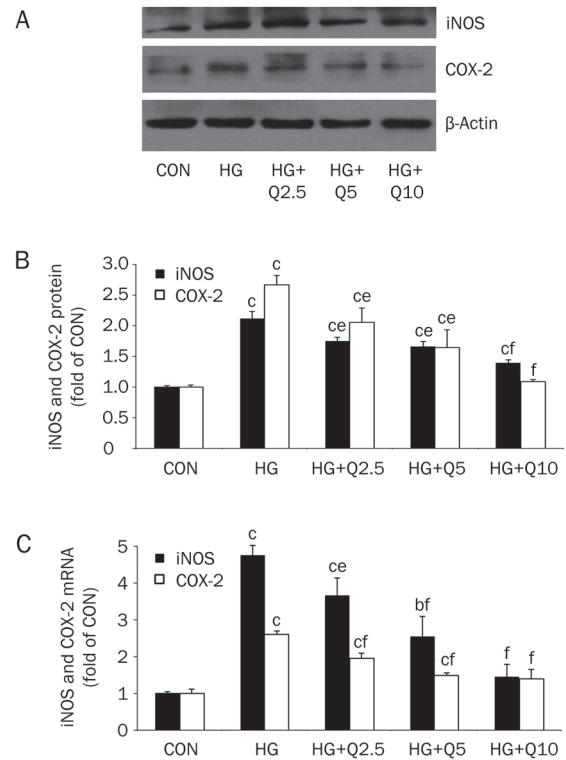 A
iNOS
COX-2
β-Actin
CON HG HG+ HG+ HG+
Q2.5 Q5 Q10
B
iNOS and COX-2 protein
(fold of CON)
3.0
2.5
2.0
1.5
1.0
0.5
0
iNOS
COX-2
c c
ce ce
ce ce
cf f
CON HG HG+Q2.5 HG+Q5 HG+Q10
C
iNOS and COX-2 mRNA
(fold of CON)
5
4
3
2
1
0
iNOS
COX-2
c c
ce cf
bf cf
f f
CON HG HG+Q2.5 HG+Q5 HG+Q10